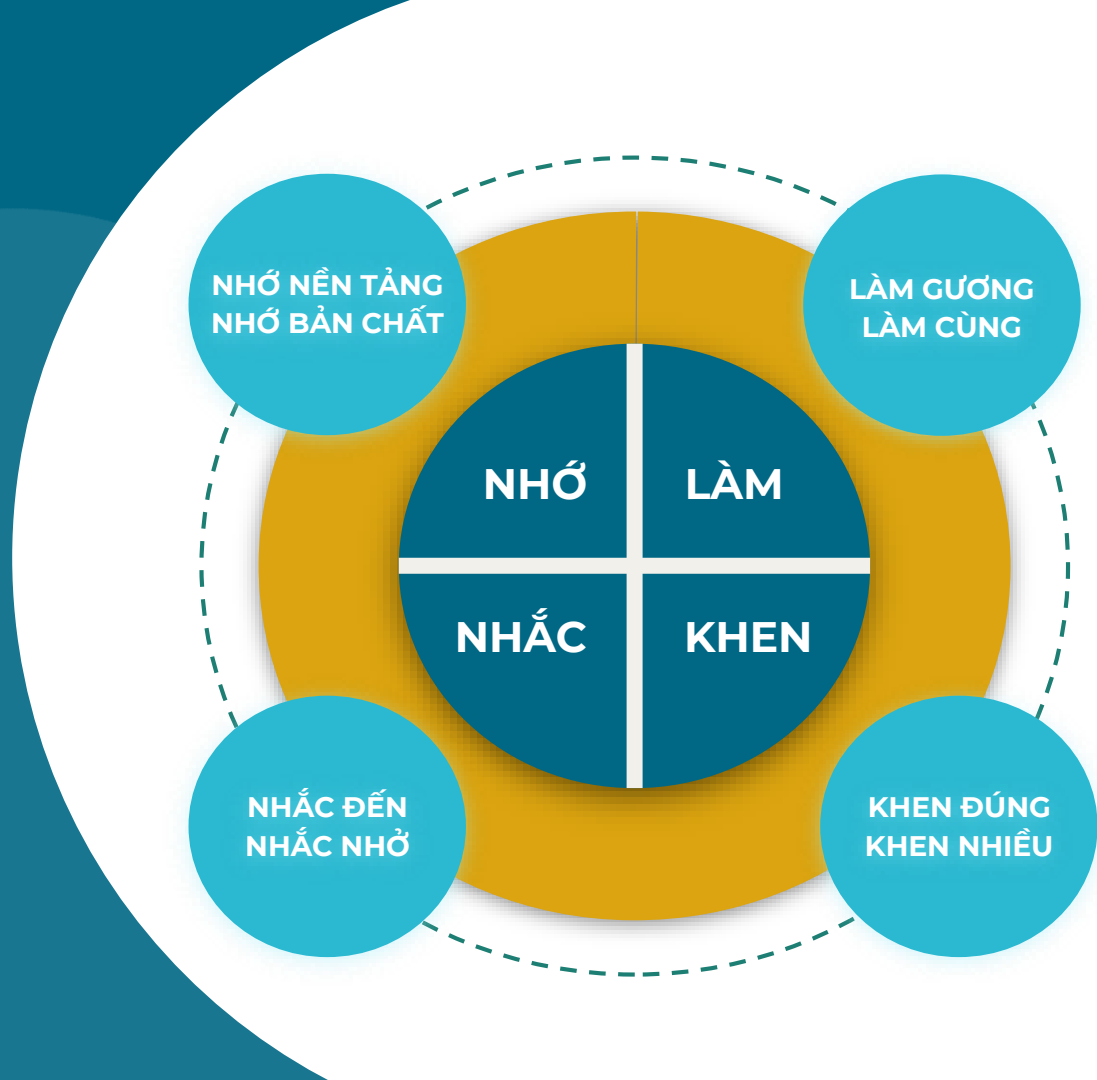 NHỚ NỀN TẢNG
NHỚ BẢN CHẤT
LÀM GƯƠNG
LÀM CÙNG
NHỚ
LÀM
NHẮC
KHEN
NHẮC ĐẾN
NHẮC NHỞ
KHEN ĐÚNG
KHEN NHIỀU